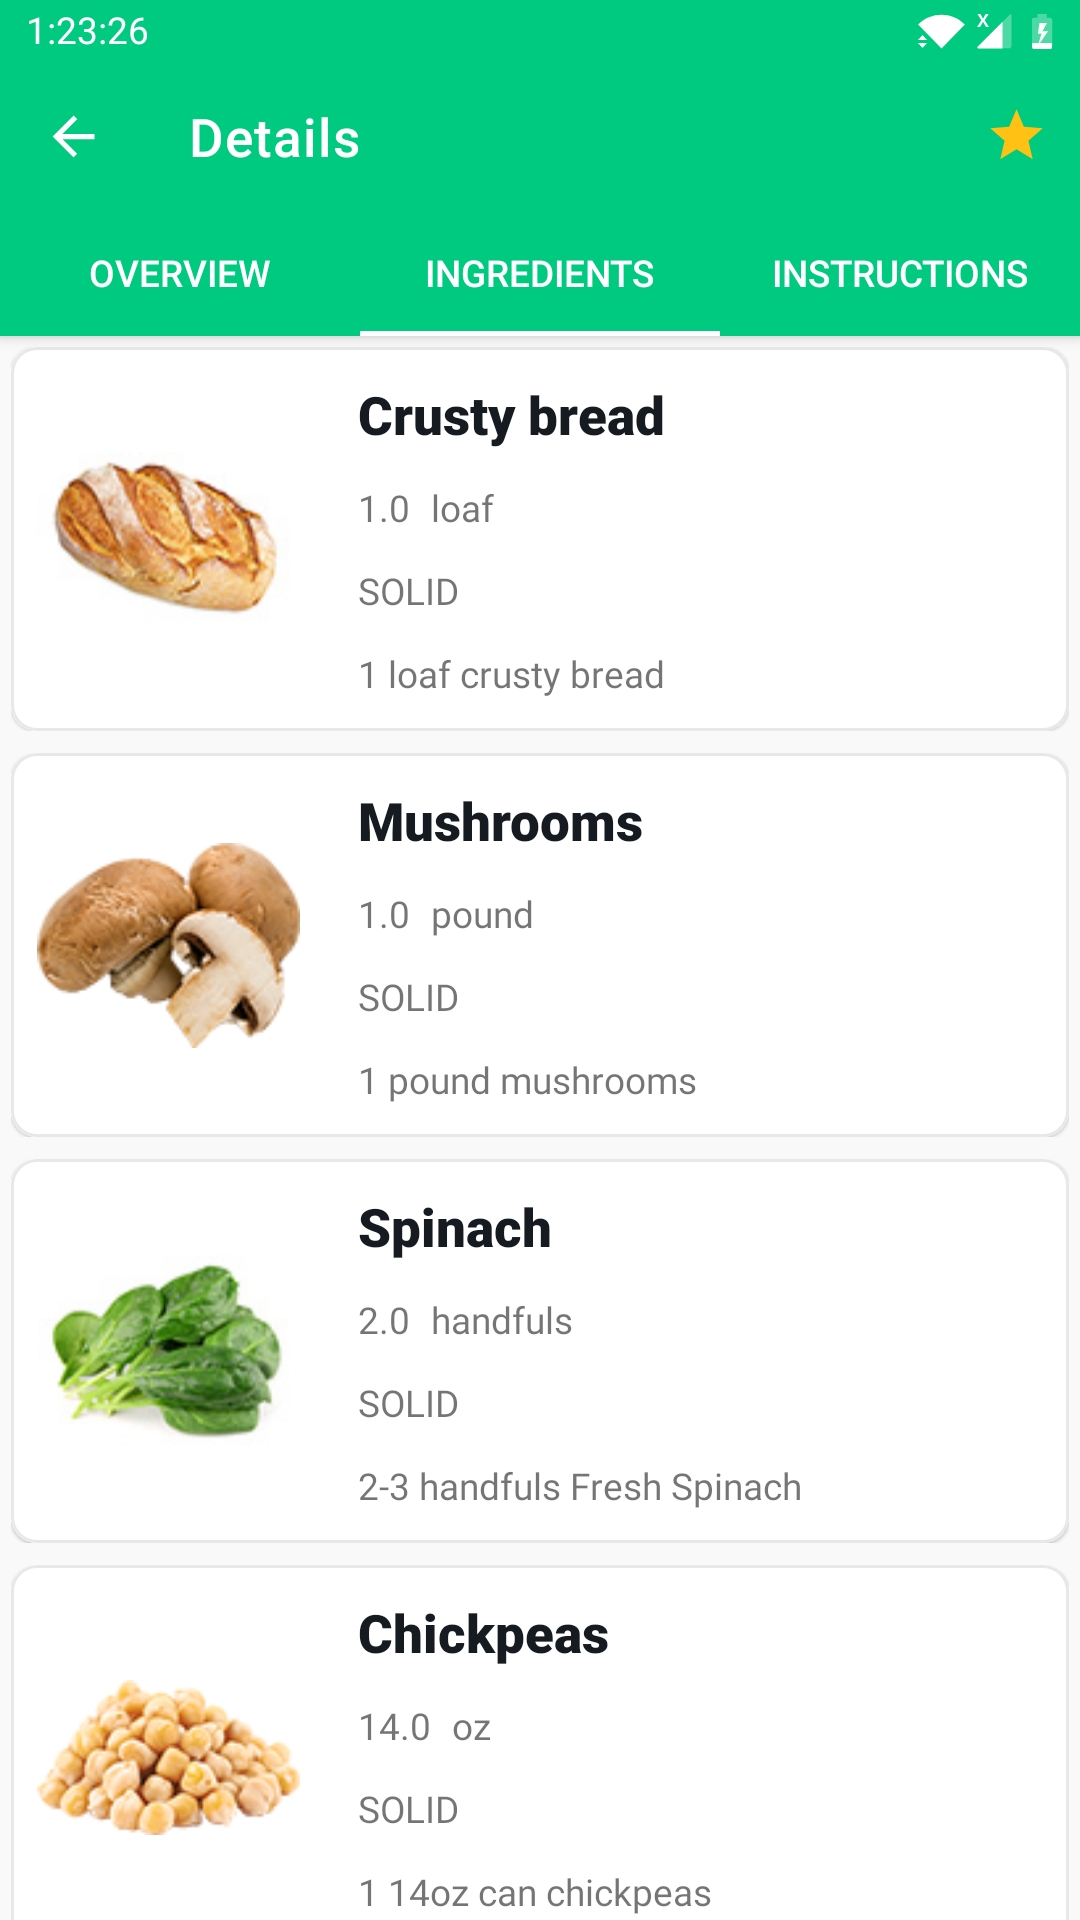 1:23:26
Details
OVERVIEW INGREDIENTS INSTRUCTIONS
Crusty bread
1.0 loaf
SOLID
1 loaf crusty bread
Mushrooms
1.0 pound
SOLID
1 pound mushrooms
Spinach
2.0 handfuls
SOLID
2-3 handfuls Fresh Spinach
Chickpeas
14.0 oz
SOLID
1 14oz can chickpeas